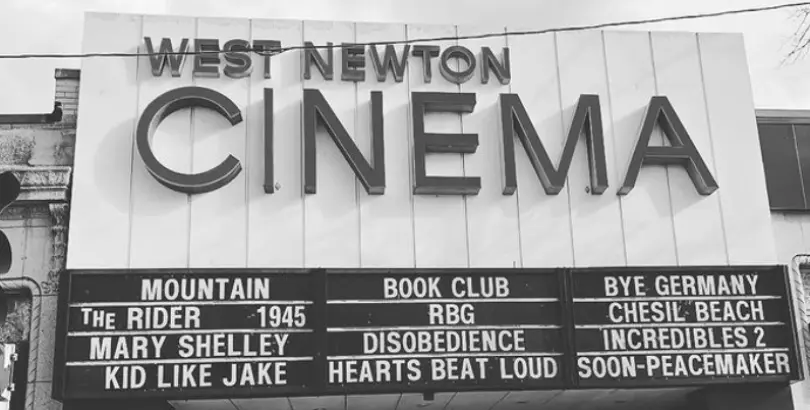 WEST NEWTON
CINEMA
MOUNTAIN
THE RIDER 1945
MARY SHELLEY
KID LIKE JAKE
BOOK CLUB
RBG
DISOBEDIENCE
HEARTS BEAT LOUD
BYE GERMANY
CHESIL BEACH
INCREDIBLES 2
SOON-PEACEMAKER